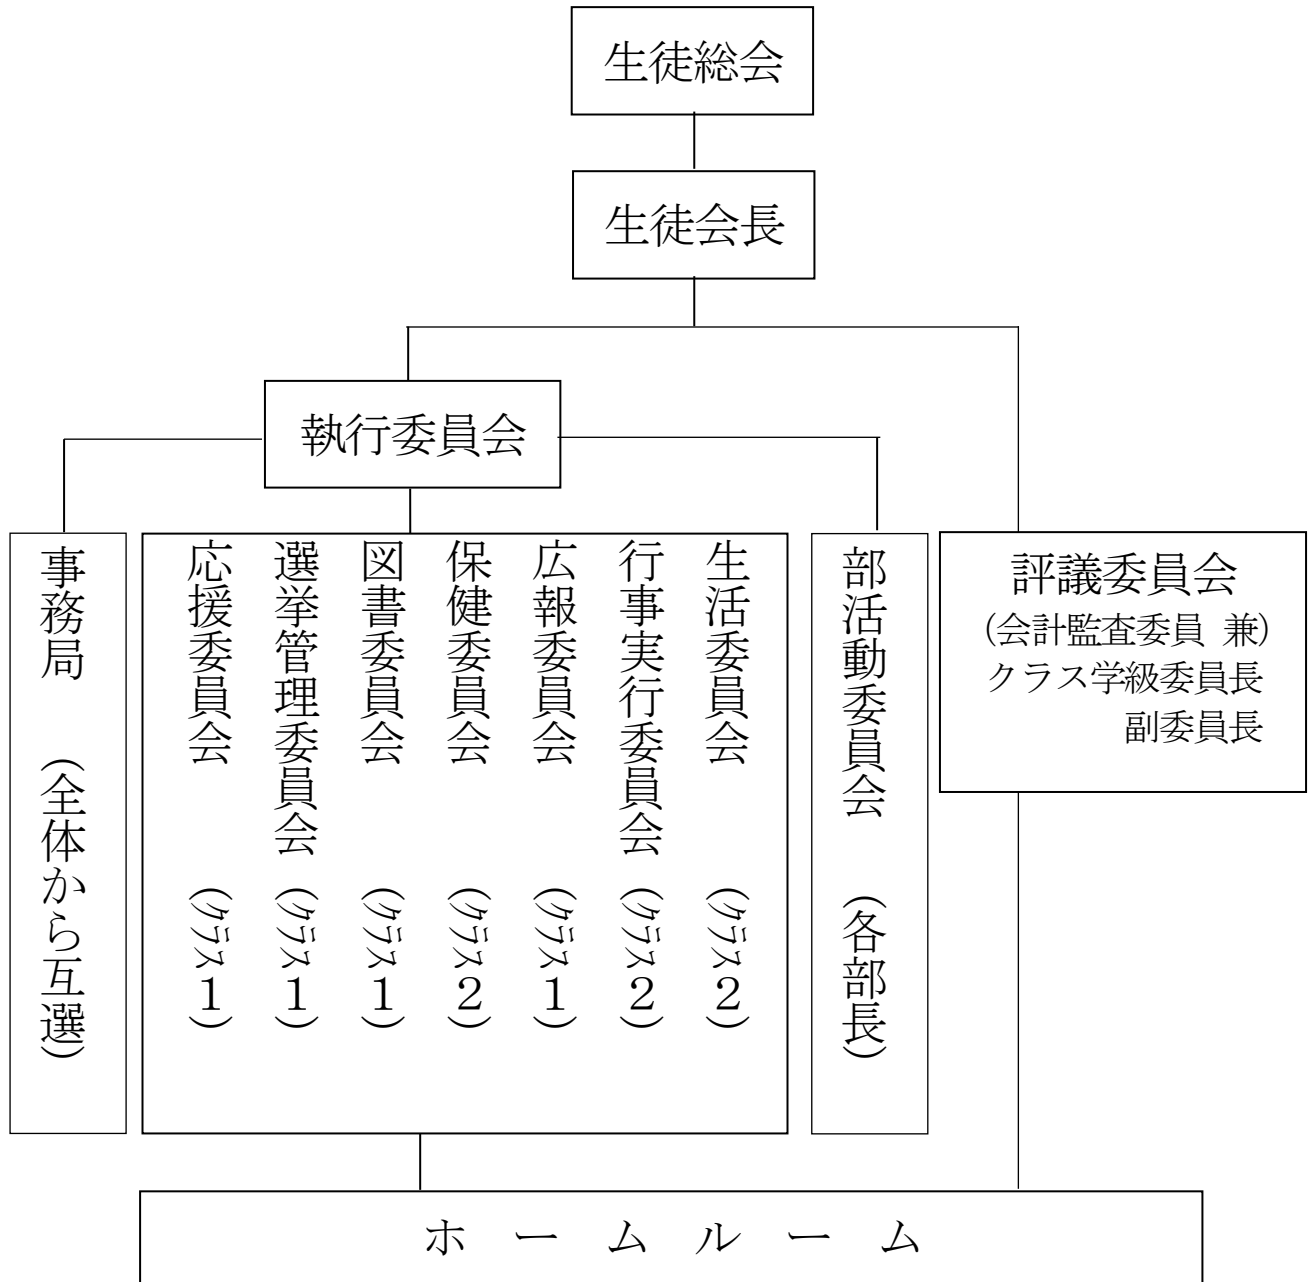 生徒総会
生徒会長
執行委員会
部活動委員会 (各部長)
生活委員会 (クラス2)
行事実行委員会 (クラス2)
広報委員会 (クラス1)
保健委員会 (クラス2)
図書委員会 (クラス1)
選挙管理委員会 (クラス1)
応援委員会 (クラス1)
事務局 (全体から互選)
評議委員会
(会計監査委員 兼)
クラス学級委員長
副委員長
ホームルーム